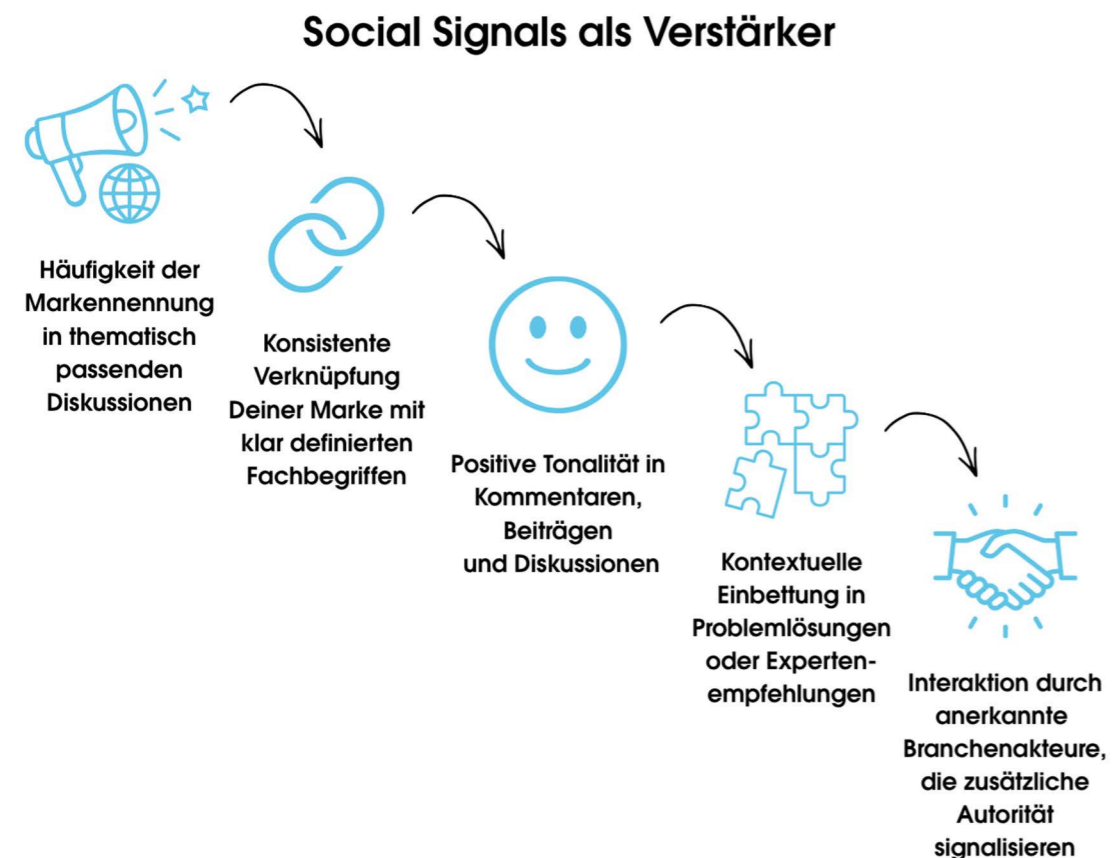 Social Signals als Verstärker
Häufigkeit der
Markennennung
in thematisch
passenden
Diskussionen
Konsistente
Verknüpfung
Deiner Marke mit
klar definierten
Fachbegriffen
Positive Tonalität in
Kommentaren,
Beiträgen
und Diskussionen
Kontextuelle
Einbettung in
Problemlösungen
oder Experten-
empfehlungen
Interaktion durch
anerkannte
Branchenakteure,
die zusätzliche
Autorität
signalisieren